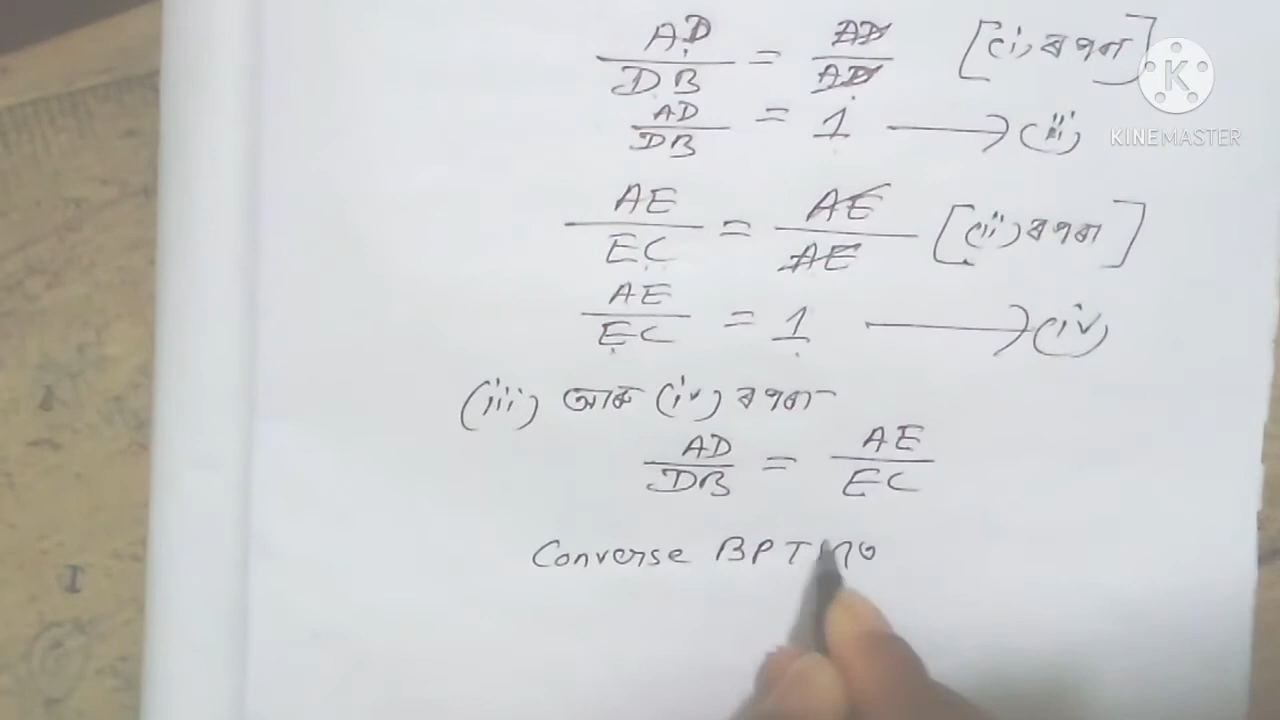 AD/DB = AD/AD [(i) ৰ পৰা]
AD/DB = 1 → (iii)
AE/EC = AE/AE [(ii) ৰ পৰা]
AE/EC = 1 → (iv)
(iii) আৰু (iv) ৰ পৰা
AD/DB = AE/EC
Converse BPT
KINEMASTER